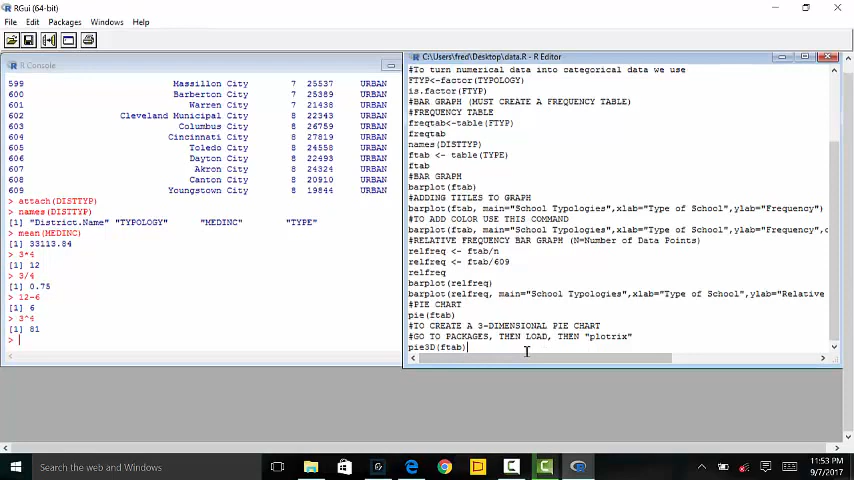 RGui (64-bit)
File Edit Packages Windows Help
R Console
599 Massillon City 7 25537 URBAN
600 Barberton City 7 25389 URBAN
601 Warren City 7 21438 URBAN
602 Cleveland Municipal City 8 22343 URBAN
603 Columbus City 8 26759 URBAN
604 Cincinnati City 8 27819 URBAN
605 Toledo City 8 24558 URBAN
606 Dayton City 8 22493 URBAN
607 Akron City 8 24324 URBAN
608 Canton City 8 20910 URBAN
609 Youngstown City 8 19844 URBAN
> attach(DISTTYP)
> names(DISTTYP)
[1] "District.Name" "TYPOLOGY" "MEDINC" "TYPE"
> mean(MEDINC)
[1] 33113.84
> 3*4
[1] 12
> 3/4
[1] 0.75
> 12-6
[1] 6
> 3^4
[1] 81
>
C:\Users\fred\Desktop\data.R - R Editor
#To turn numerical data into categorical data we use
FTYP<-factor(TYPOLOGY)
is.factor(FTYP)
#BAR GRAPH (MUST CREATE A FREQUENCY TABLE)
#FREQUENCY TABLE
freqtab<-table(FTYP)
freqtab
names(DISTTYP)
ftab <- table(TYPE)
ftab
#BAR GRAPH
barplot(ftab)
#ADDING TITLES TO GRAPH
barplot(ftab, main="School Typologies",xlab="Type of School",ylab="Frequency")
#TO ADD COLOR USE THIS COMMAND
barplot(ftab, main="School Typologies",xlab="Type of School",ylab="Frequency",c
#RELATIVE FREQUENCY BAR GRAPH (N=Number of Data Points)
relfreq <- ftab/n
relfreq <- ftab/609
relfreq
barplot(relfreq)
barplot(relfreq, main="School Typologies",xlab="Type of School",ylab="Relative
#PIE CHART
pie(ftab)
#TO CREATE A 3-DIMENSIONAL PIE CHART
#GO TO PACKAGES, THEN LOAD, THEN "plotrix"
pie3D(ftab)
Search the web and Windows
11:53 PM
9/7/2017